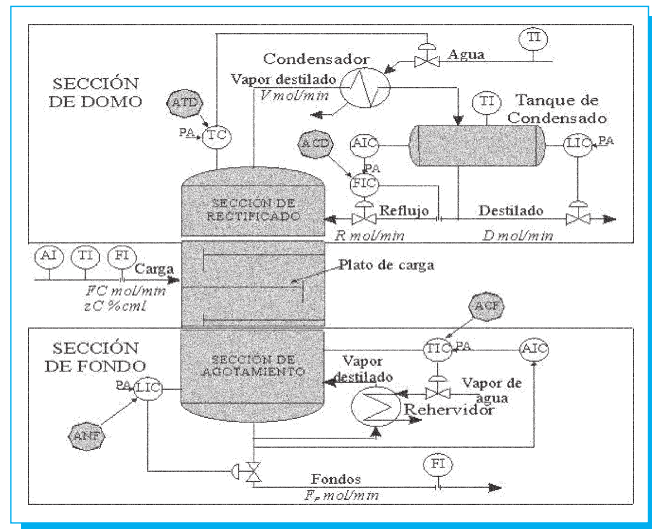 TI
Condensador
Agua
SECCIÓN
DE DOMO
Vapor destilado
V mol/min
TI
Tanque de
Condensado
ATD
PA
TC
ACD
AIC
LIC
PA
PA
FIC
SECCIÓN DE
RECTIFICADO
Reflujo
Destilado
R mol/min
D mol/min
AI
TI
FI
Carga
Plato de carga
FC mol/min
zC %cml
ACF
SECCIÓN
DE FONDO
SECCIÓN DE
AGOTAMIENTO
Vapor
destilado
TIC
PA
AIC
PA
LIC
Vapor de
agua
Rehervidor
ANF
FI
Fondos
F_F mol/min